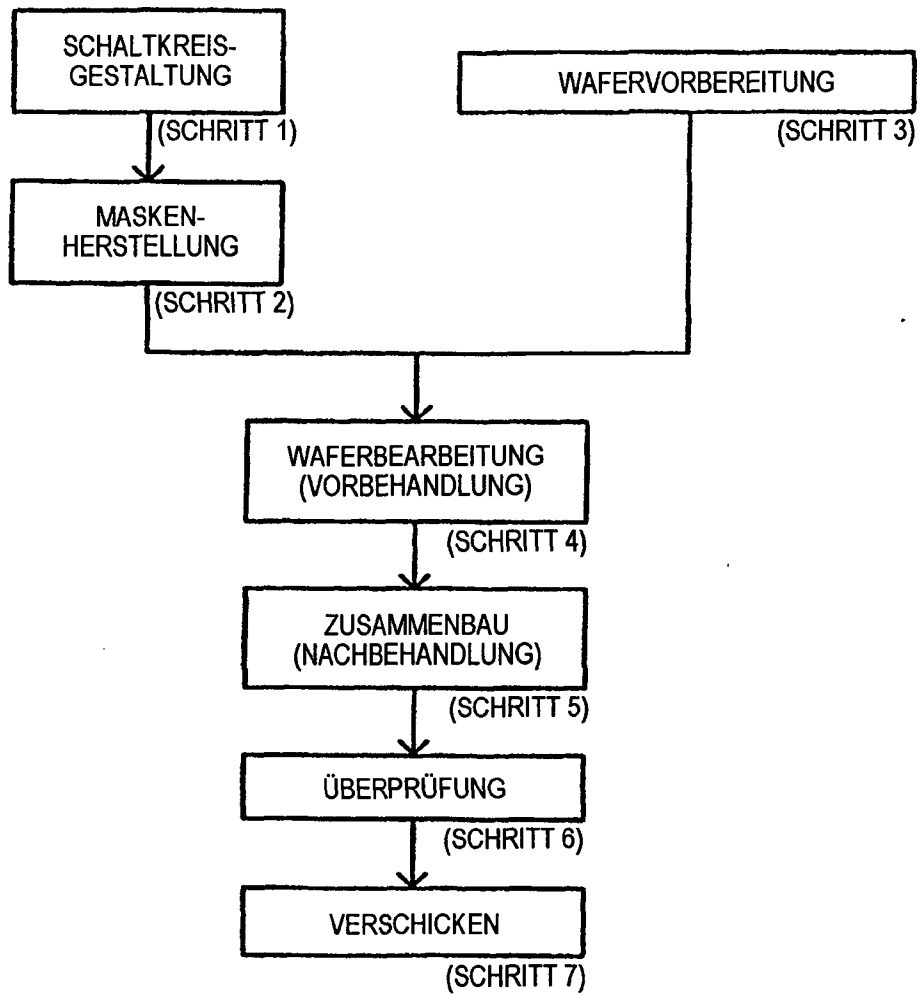 SCHALTKREIS-
GESTALTUNG
(SCHRITT 1)
WAFERVORBEREITUNG
(SCHRITT 3)
MASKEN-
HERSTELLUNG
(SCHRITT 2)
WAFERBEARBEITUNG
(VORBEHANDLUNG)
(SCHRITT 4)
ZUSAMMENBAU
(NACHBEHANDLUNG)
(SCHRITT 5)
ÜBERPRÜFUNG
(SCHRITT 6)
VERSCHICKEN
(SCHRITT 7)